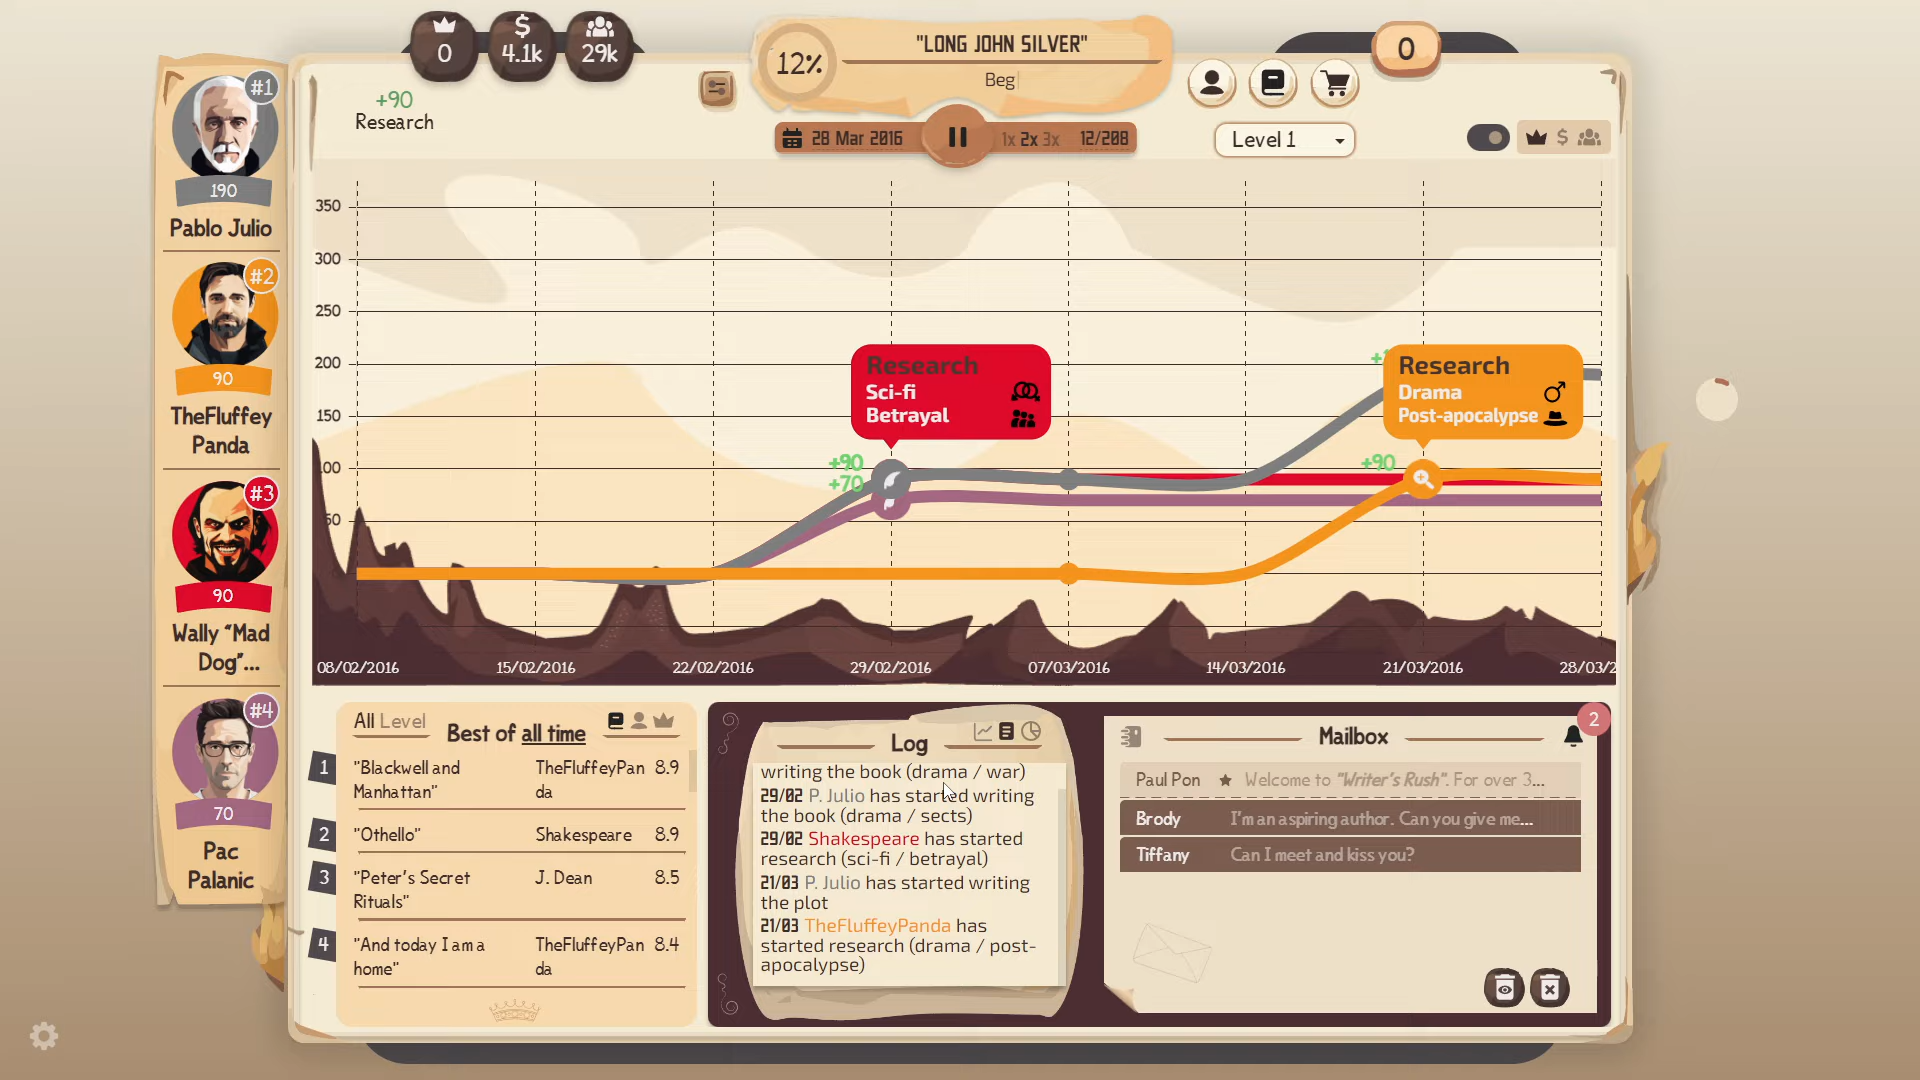 0
4.1k
29k
12%
"LONG JOHN SILVER"
Beg
0
+90
Research
28 Mar 2016
1x 2x 3x
12/208
Level 1
#1
190
Pablo Julio
#2
90
TheFluffey
Panda
#3
90
Wally "Mad
Dog"...
#4
70
Pac
Palanic
350
300
250
200
150
100
50
Research
Sci-fi
Betrayal
Research
Drama
Post-apocalypse
+90
+70
+90
08/02/2016
15/02/2016
22/02/2016
29/02/2016
07/03/2016
14/03/2016
21/03/2016
28/03/2
All Level
Best of all time
1
"Blackwell and
Manhattan"
TheFluffeyPan
da
8.9
2
"Othello"
Shakespeare
8.9
3
"Peter's Secret
Rituals"
J. Dean
8.5
4
"And today I am a
home"
TheFluffeyPan
da
8.4
Log
writing the book (drama / war)
29/02 P. Julio has started writing
the book (drama / sects)
29/02 Shakespeare has started
research (sci-fi / betrayal)
21/03 P. Julio has started writing
the plot
21/03 TheFluffeyPanda has
started research (drama / post-
apocalypse)
Mailbox
2
Paul Pon ★ Welcome to "Writer's Rush". For over 3...
Brody I'm an aspiring author. Can you give me...
Tiffany Can I meet and kiss you?